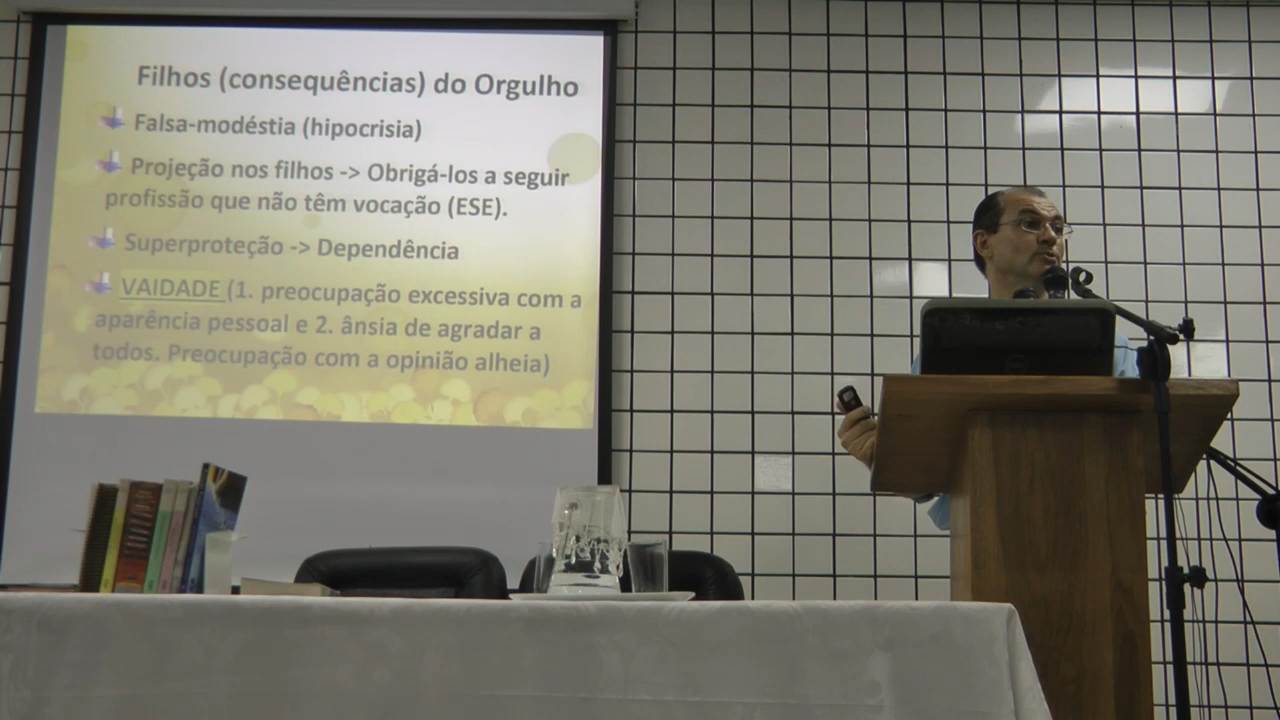 Filhos (consequências) do Orgulho
Falsa-modéstia (hipocrisia)
Projeção nos filhos -> Obrigá-los a seguir
profissão que não têm vocação (ESE).
Superproteção -> Dependência
VAIDADE (1. preocupação excessiva com a
aparência pessoal e 2. ânsia de agradar a
todos. Preocupação com a opinião alheia)